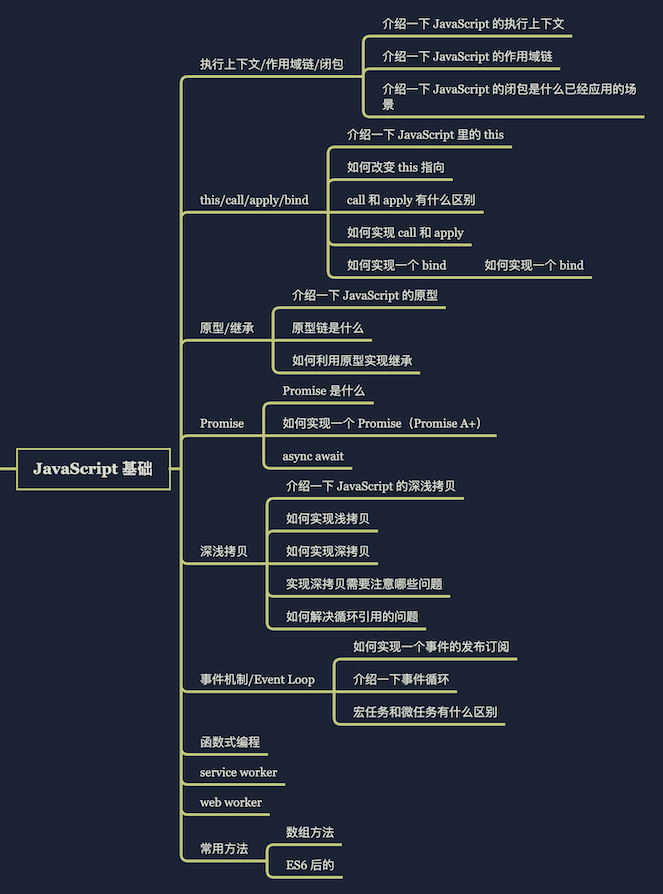 介绍一下 JavaScript 的执行上下文
执行上下文/作用域链/闭包
介绍一下 JavaScript 的作用域链
介绍一下 JavaScript 的闭包是什么已经应用的场
景
介绍一下 JavaScript 里的 this
如何改变 this 指向
this/call/apply/bind
call 和 apply 有什么区别
如何实现 call 和 apply
如何实现一个 bind
如何实现一个 bind
介绍一下 JavaScript 的原型
原型/继承
原型链是什么
如何利用原型实现继承
Promise 是什么
Promise
如何实现一个 Promise（Promise A+）
async await
JavaScript 基础
介绍一下 JavaScript 的深浅拷贝
如何实现浅拷贝
深浅拷贝
如何实现深拷贝
实现深拷贝需要注意哪些问题
如何解决循环引用的问题
如何实现一个事件的发布订阅
事件机制/Event Loop
介绍一下事件循环
宏任务和微任务有什么区别
函数式编程
service worker
web worker
数组方法
常用方法
ES6 后的